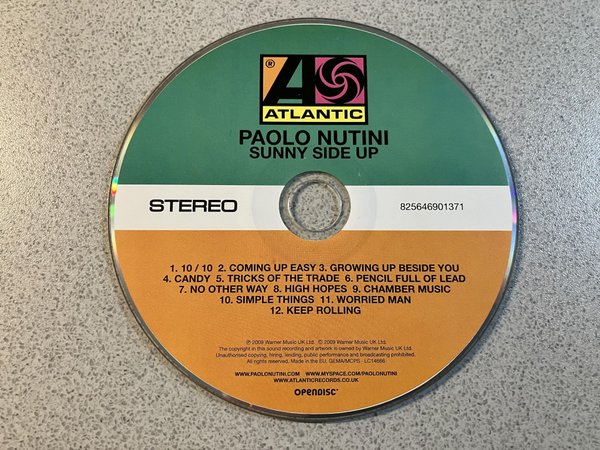 ®
ATLANTIC
PAOLO NUTINI
SUNNY SIDE UP
STEREO
825646901371
1. 10 / 10 2. COMING UP EASY 3. GROWING UP BESIDE YOU
4. CANDY 5. TRICKS OF THE TRADE 6. PENCIL FULL OF LEAD
7. NO OTHER WAY 8. HIGH HOPES 9. CHAMBER MUSIC
10. SIMPLE THINGS 11. WORRIED MAN
12. KEEP ROLLING
℗ 2009 Warner Music UK Ltd. © 2009 Warner Music UK Ltd.
The copyright in this sound recording and artwork is owned by Warner Music UK Ltd.
Unauthorised copying, hiring, lending, public performance and broadcasting prohibited.
All rights reserved. Made in the EU. GEMA/MCPS - LC14666
WWW.PAOLONUTINI.COM WWW.MYSPACE.COM/PAOLONUTINI
WWW.ATLANTICRECORDS.CO.UK
OPENDISC